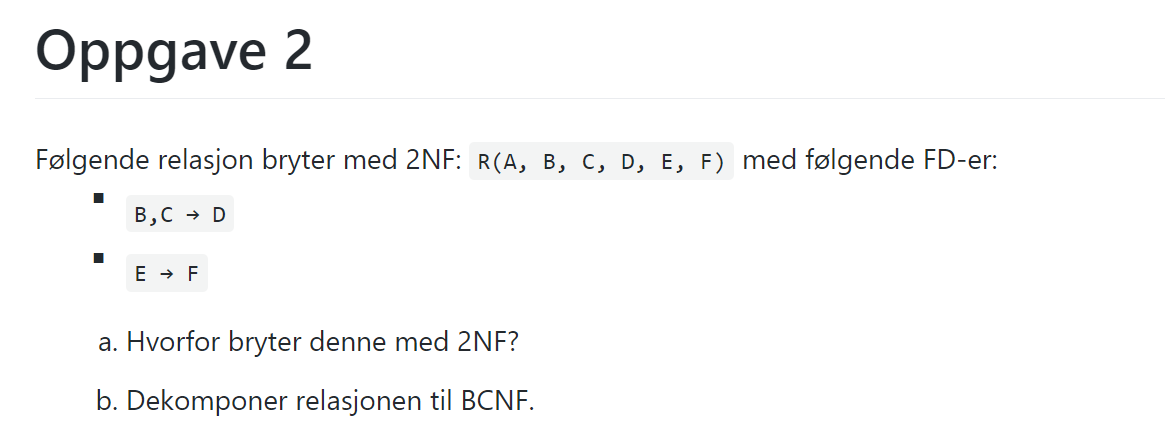 Oppgave 2
Følgende relasjon bryter med 2NF: R(A, B, C, D, E, F) med følgende FD-er:
▪ B,C → D
▪ E → F
a. Hvorfor bryter denne med 2NF?
b. Dekomponer relasjonen til BCNF.